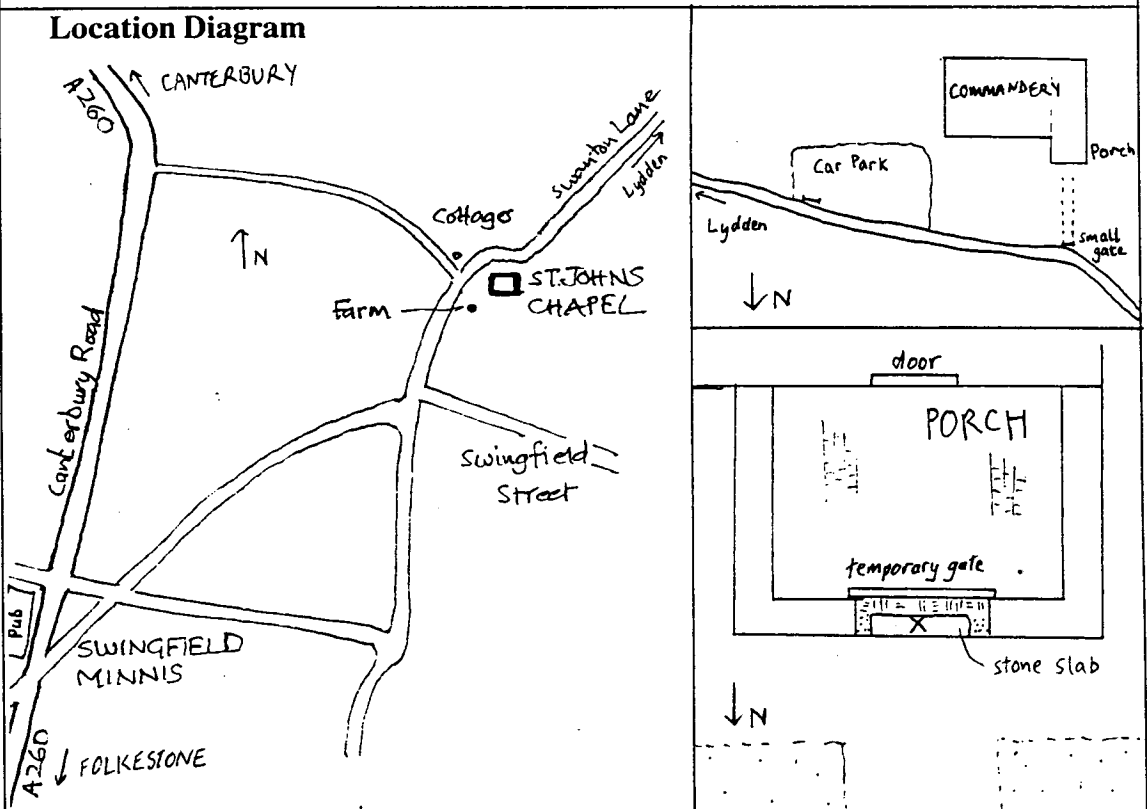 Location Diagram
A260
CANTERBURY
Swanton Lane
Lydden
Cottages
N
ST.JOHNS
CHAPEL
Farm
Canterbury Road
Swingfield
Street
Pub
SWINGFIELD
MINNIS
A260
FOLKESTONE
COMMANDERY
Porch
Car Park
Lydden
small
gate
N
door
PORCH
temporary gate
X
stone slab
N